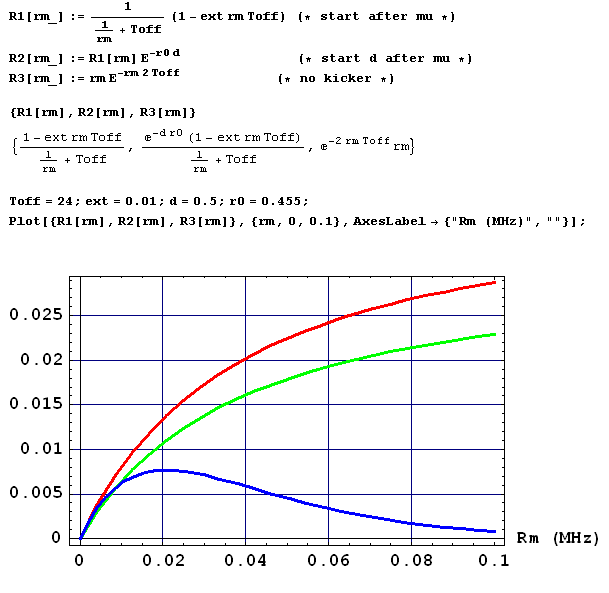 R1[rm_] := 1/(1/rm + Toff) (1 - ext rm Toff) (* start after mu *)
R2[rm_] := R1[rm] E^(-r0 d) (* start d after mu *)
R3[rm_] := rm E^(-rm 2 Toff) (* no kicker *)
{R1[rm], R2[rm], R3[rm]}
{(1 - ext rm Toff)/(1/rm + Toff), (e^(-d r0) (1 - ext rm Toff))/(1/rm + Toff), e^(-2 rm Toff) rm}
Toff = 24; ext = 0.01; d = 0.5; r0 = 0.455;
Plot[{R1[rm], R2[rm], R3[rm]}, {rm, 0, 0.1}, AxesLabel → {"Rm (MHz)", ""}];
0.025
0.02
0.015
0.01
0.005
0
0 0.02 0.04 0.06 0.08 0.1
Rm (MHz)